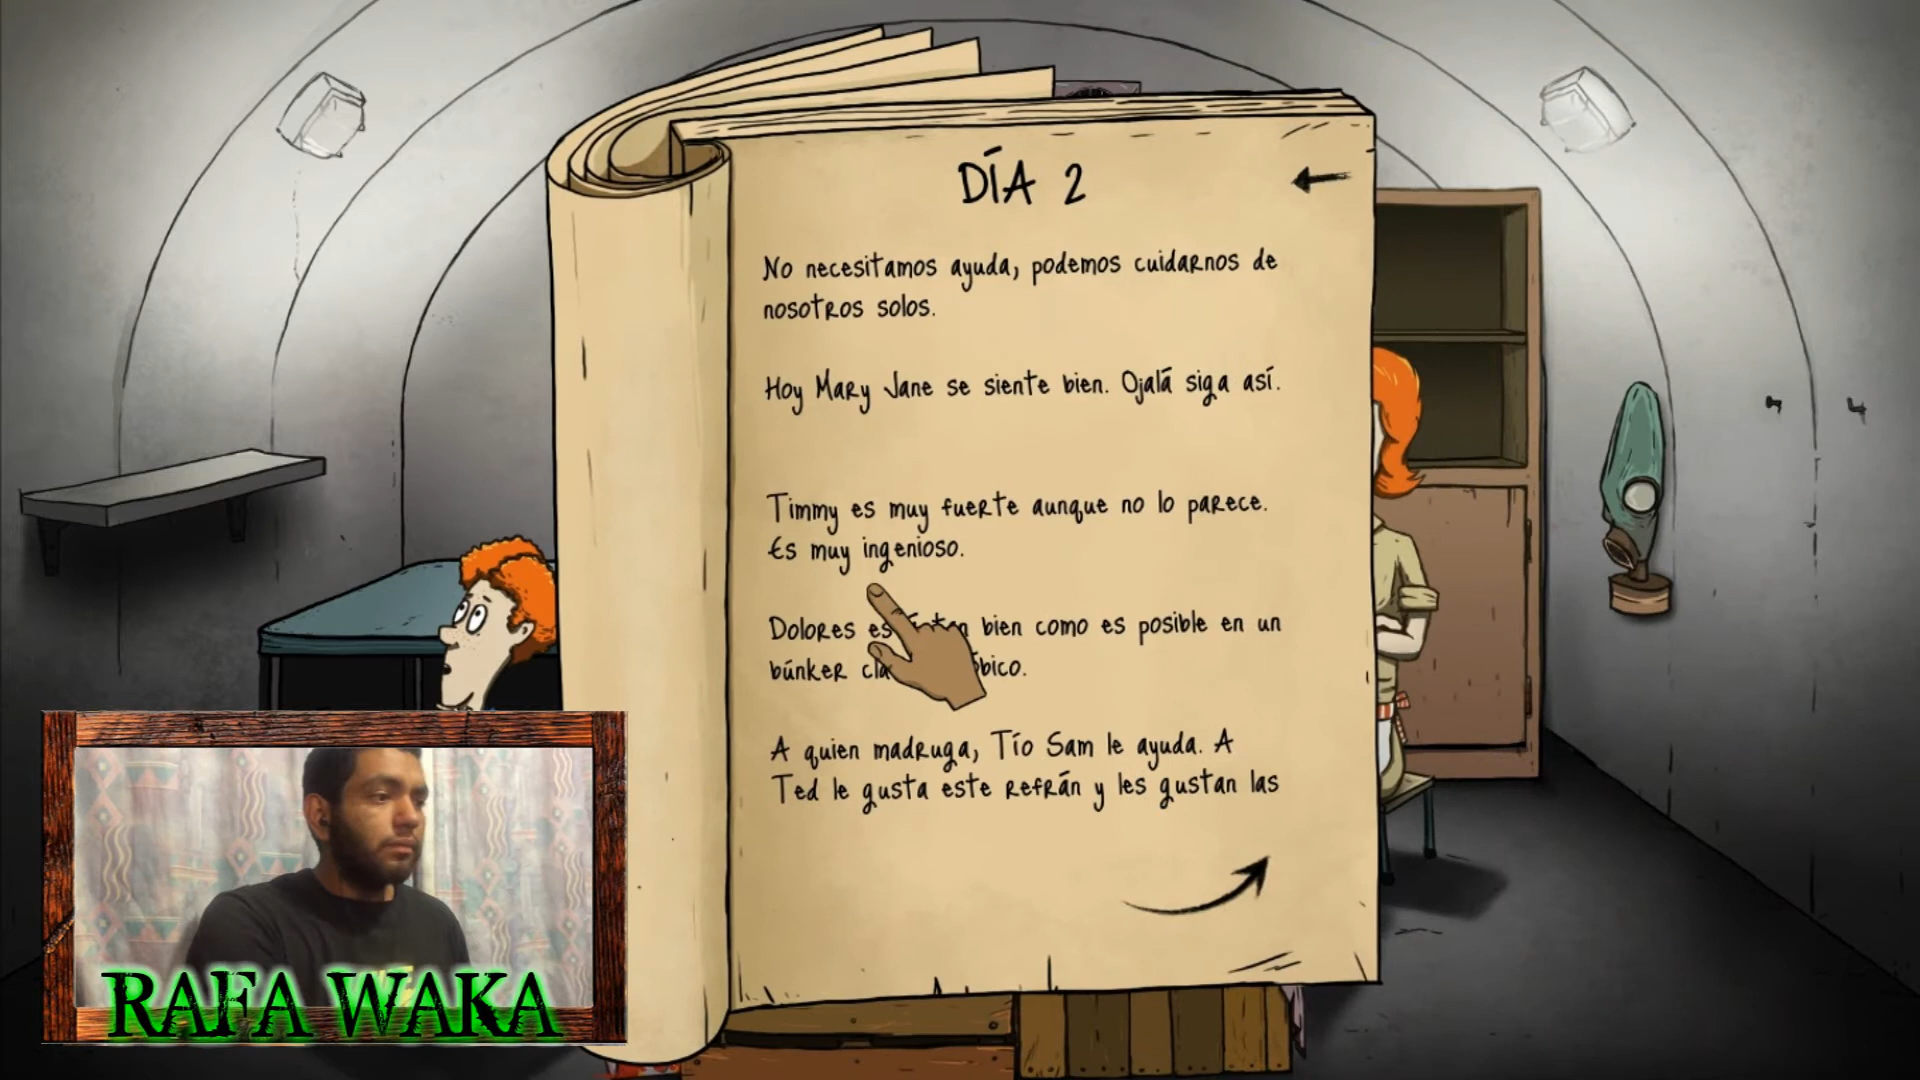 DÍA 2
No necesitamos ayuda, podemos cuidarnos de
nosotros solos.
Hoy Mary Jane se siente bien. Ojalá siga así.
Timmy es muy fuerte aunque no lo parece.
Es muy ingenioso.
Dolores bien como es posible en un
búnker
A quien madruga, Tío Sam le ayuda. A
Ted le gusta este refrán y les gustan las
RAFA WAKA